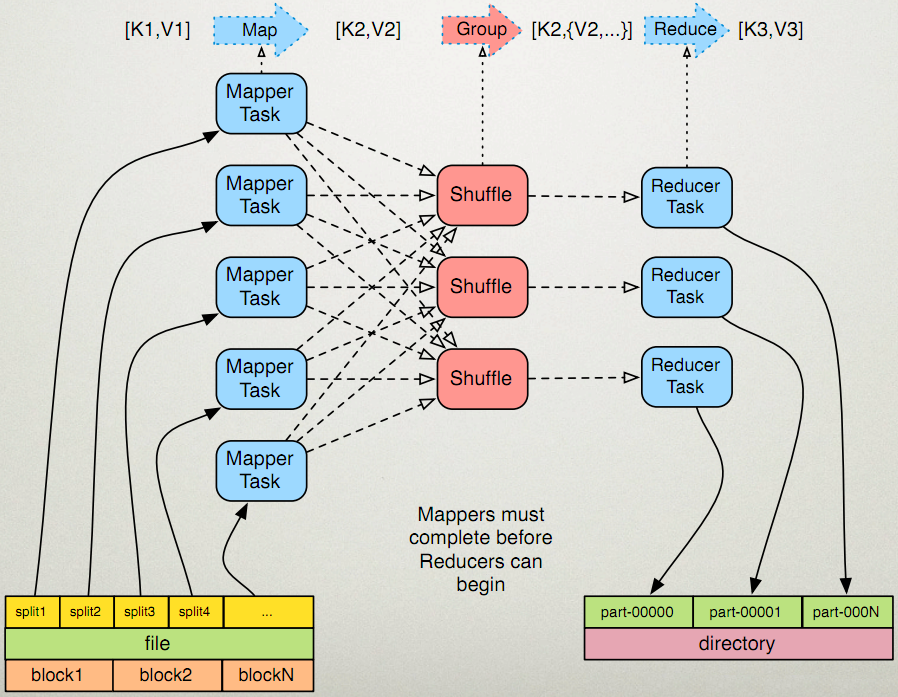 [K1,V1]
Map
[K2,V2]
Group
[K2,{V2,...}]
Reduce
[K3,V3]
Mapper
Task
Mapper
Task
Mapper
Task
Mapper
Task
Mapper
Task
Shuffle
Shuffle
Shuffle
Reducer
Task
Reducer
Task
Reducer
Task
Mappers must
complete before
Reducers can
begin
split1
split2
split3
split4
...
file
block1
block2
blockN
part-00000
part-00001
part-000N
directory